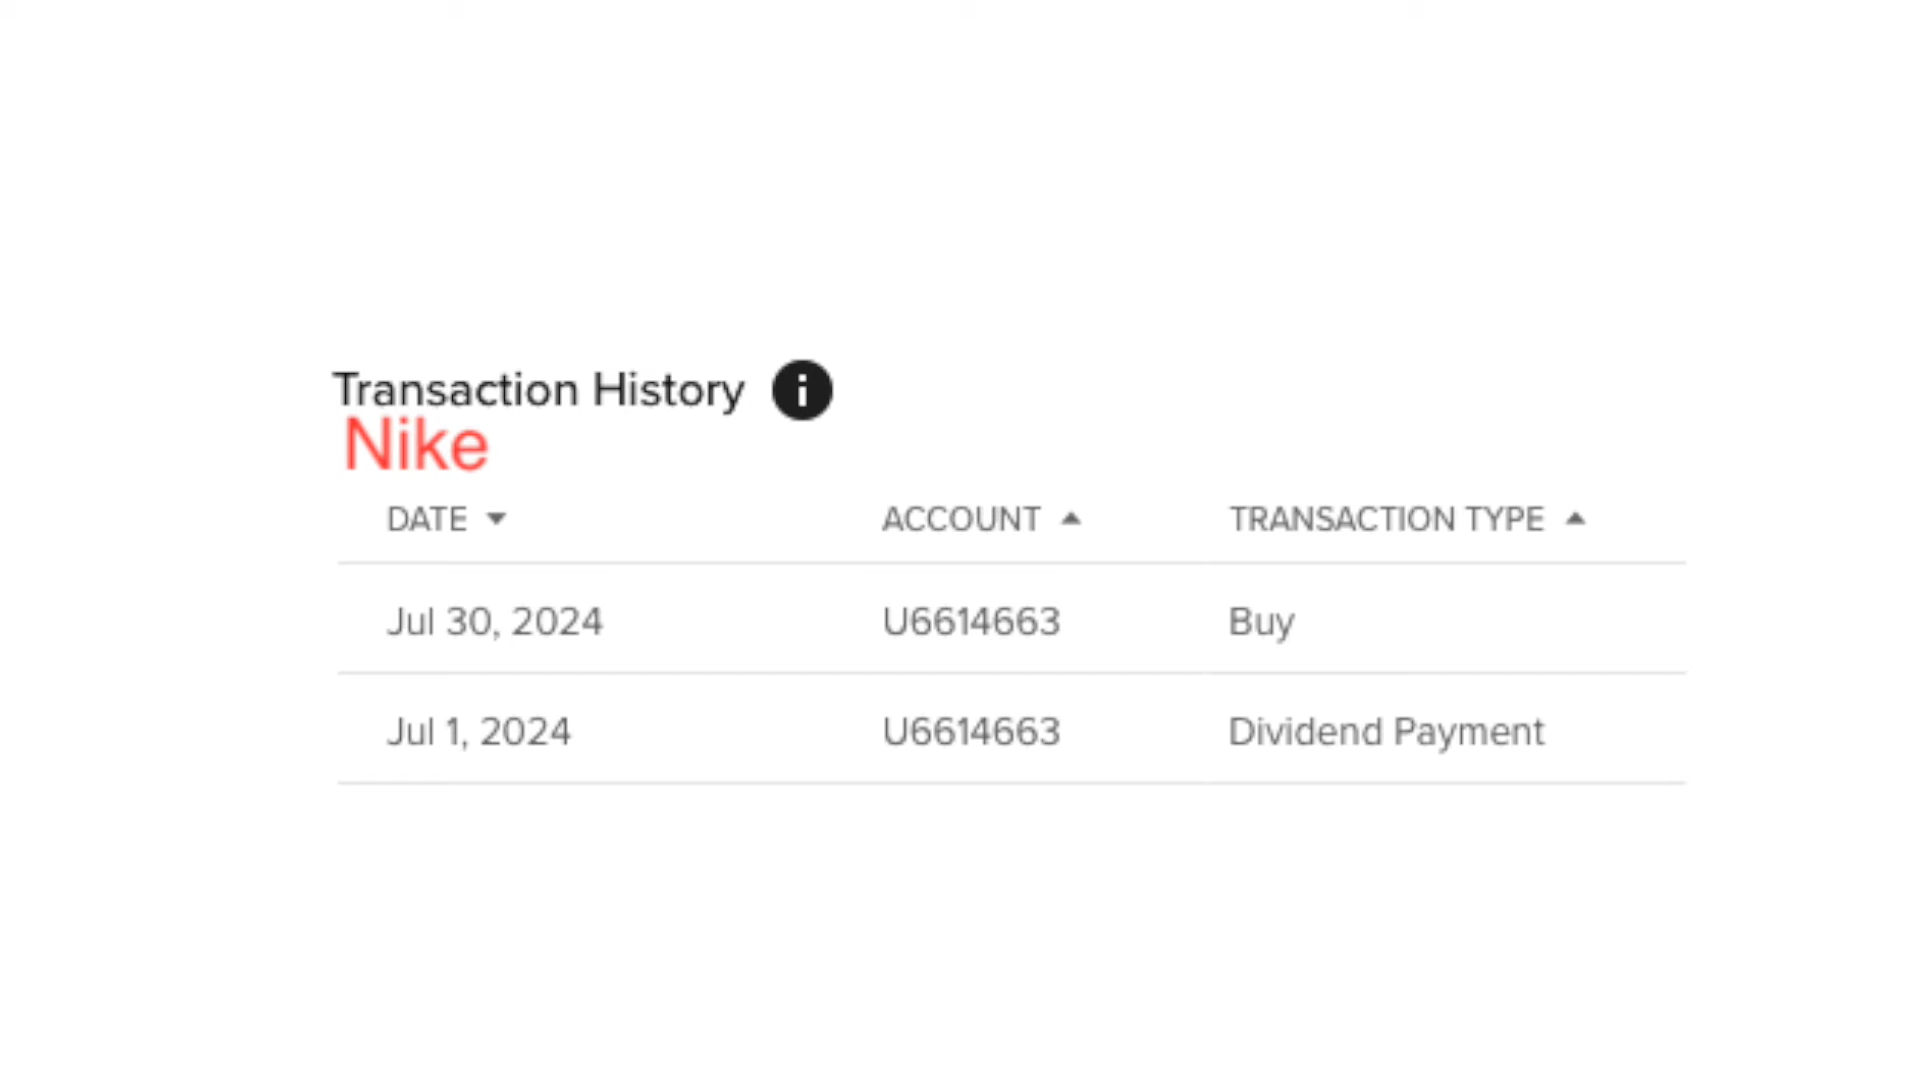 Transaction History i
Nike
DATE ACCOUNT TRANSACTION TYPE
Jul 30, 2024 U6614663 Buy
Jul 1, 2024 U6614663 Dividend Payment